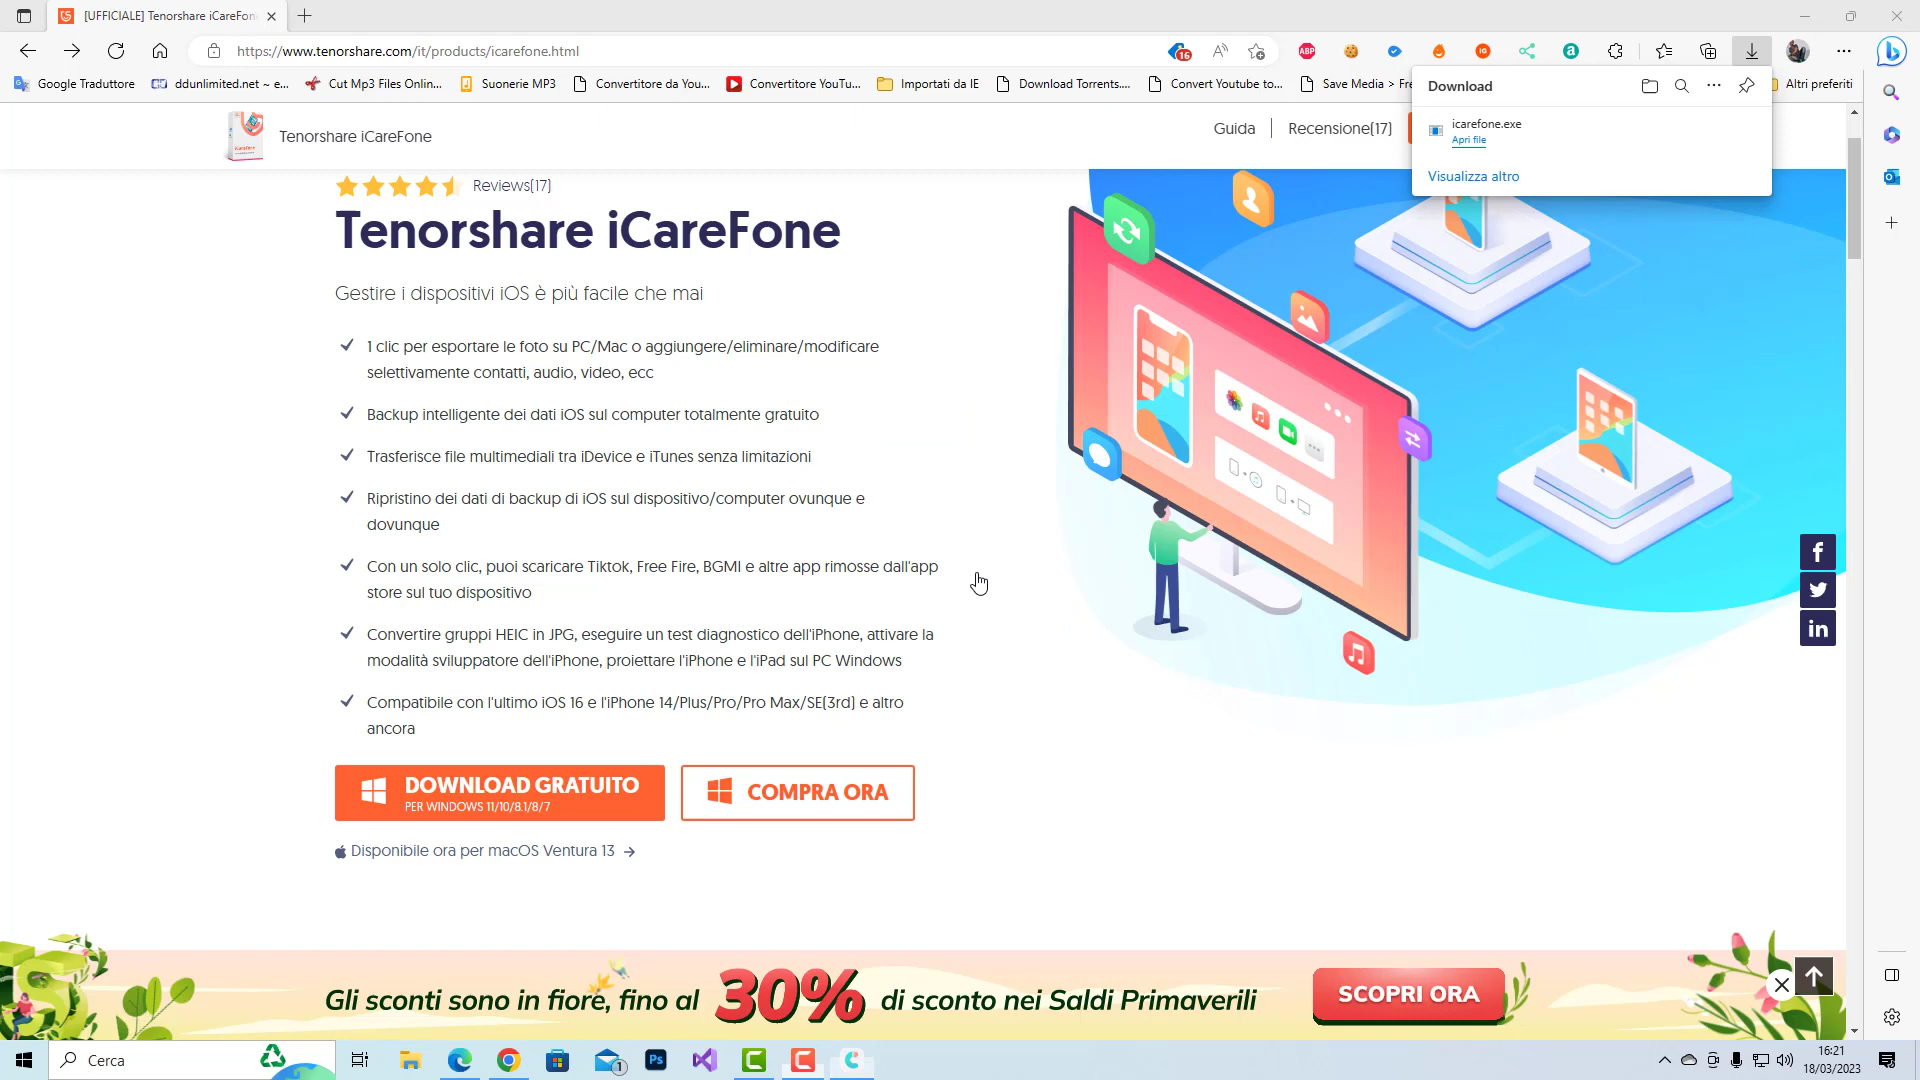 [UFFICIALE] Tenorshare iCareFon
https://www.tenorshare.com/it/products/icarefone.html
16
ABP
IG
Google Traduttore
ddunlimited.net ~ e...
Cut Mp3 Files Onlin...
Suonerie MP3
Convertitore da You...
Convertitore YouTu...
Importati da IE
Download Torrents....
Convert Youtube to...
Save Media > Fre
Altri preferiti
Download
icarefone.exe
Apri file
Visualizza altro
Tenorshare iCareFone
Guida
Recensione(17)
Reviews(17)
Tenorshare iCareFone
Gestire i dispositivi iOS è più facile che mai
1 clic per esportare le foto su PC/Mac o aggiungere/eliminare/modificare
selettivamente contatti, audio, video, ecc
Backup intelligente dei dati iOS sul computer totalmente gratuito
Trasferisce file multimediali tra iDevice e iTunes senza limitazioni
Ripristino dei dati di backup di iOS sul dispositivo/computer ovunque e
dovunque
Con un solo clic, puoi scaricare Tiktok, Free Fire, BGMI e altre app rimosse dall'app
store sul tuo dispositivo
Convertire gruppi HEIC in JPG, eseguire un test diagnostico dell'iPhone, attivare la
modalità sviluppatore dell'iPhone, proiettare l'iPhone e l'iPad sul PC Windows
Compatibile con l'ultimo iOS 16 e l'iPhone 14/Plus/Pro/Pro Max/SE(3rd) e altro
ancora
DOWNLOAD GRATUITO
PER WINDOWS 11/10/8.1/8/7
COMPRA ORA
Disponibile ora per macOS Ventura 13
Gli sconti sono in fiore, fino al 30% di sconto nei Saldi Primaverili
SCOPRI ORA
Cerca
1
Ps
16:21
18/03/2023